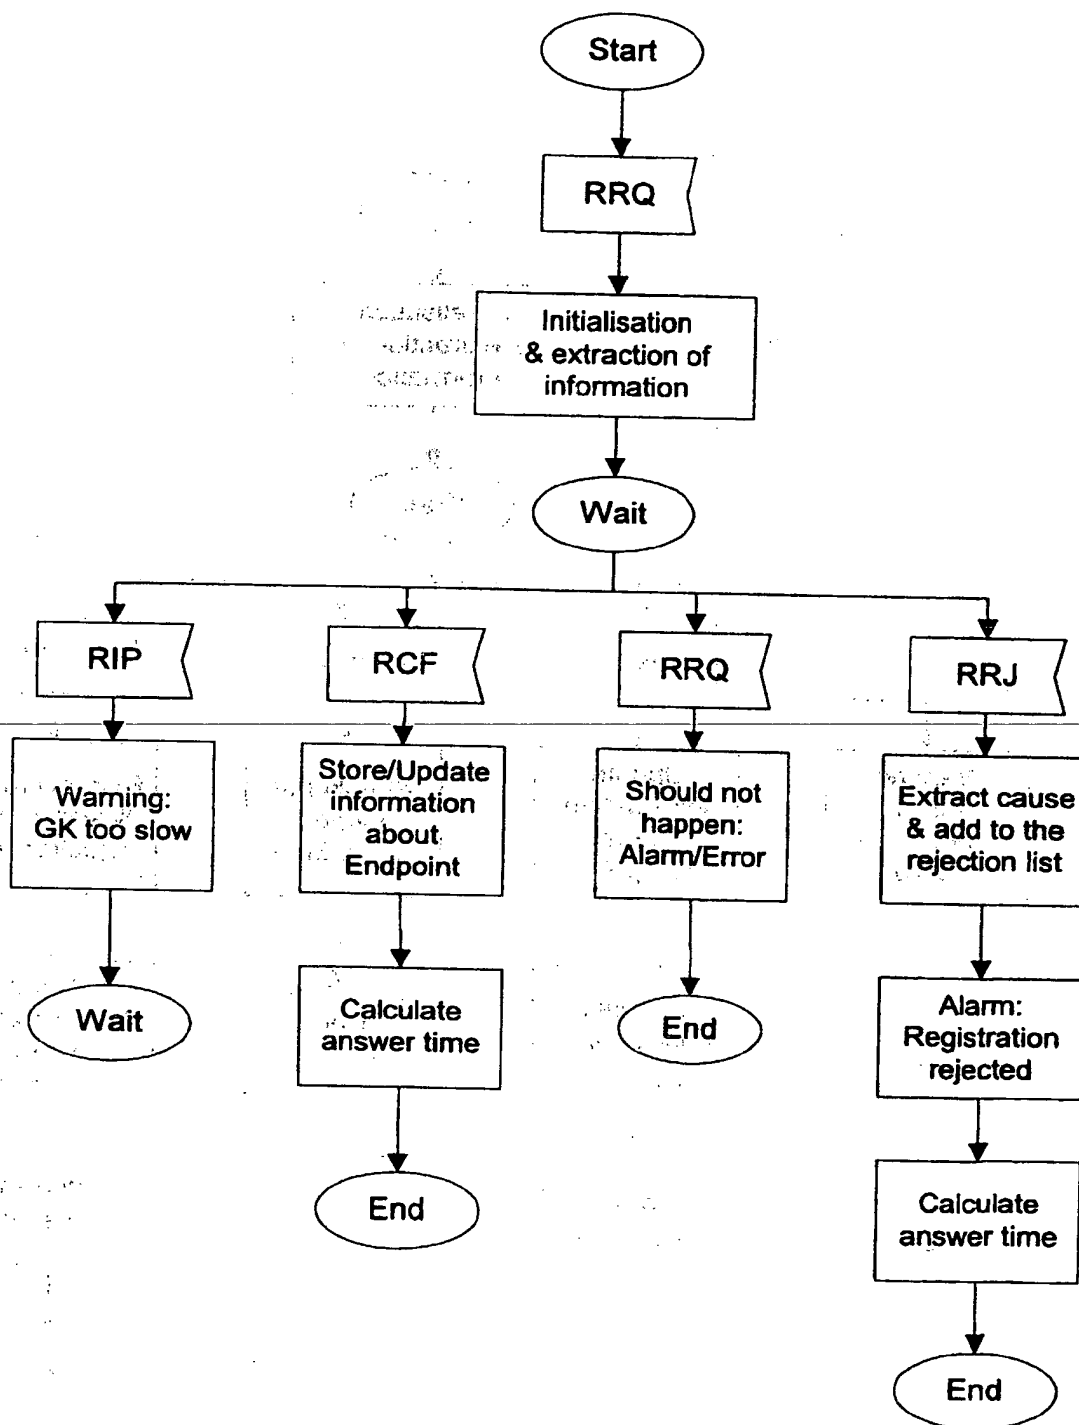 Start
RRQ
Initialisation
& extraction of
information
Wait
RIP
RCF
RRQ
RRJ
Warning:
GK too slow
Store/Update
information
about
Endpoint
Should not
happen:
Alarm/Error
Extract cause
& add to the
rejection list
Wait
Calculate
answer time
End
Alarm:
Registration
rejected
End
Calculate
answer time
End